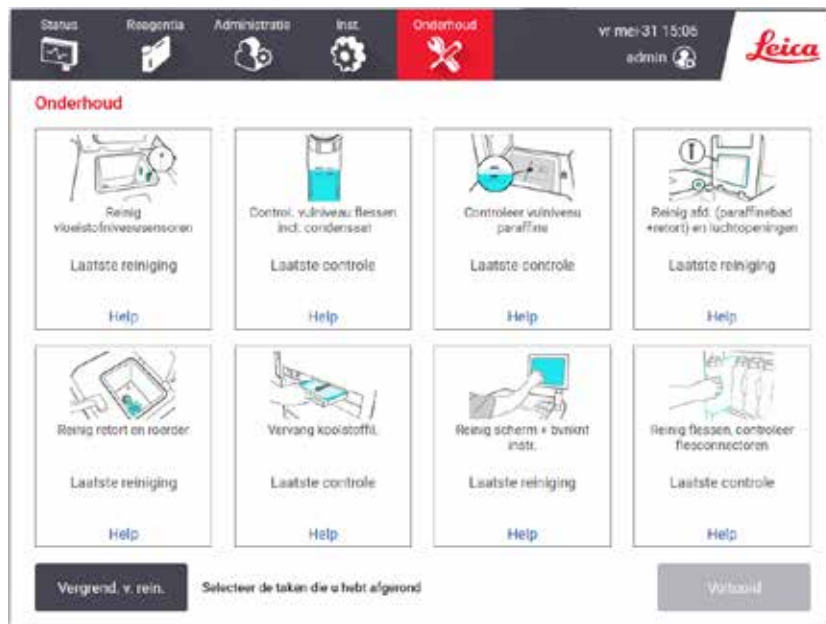 Status Reagentia Administratie Inst. Onderhoud vr mei-31 15:06
admin
Leica
Onderhoud
Reinig
vloeistofniveausensoren
Laatste reiniging
Help
Control. vulniveau flessen
incl. condensaat
Laatste controle
Help
Controleer vulniveau
paraffine
Laatste controle
Help
Reinig afd. (paraffinebad
+retort) en luchtopeningen
Laatste reiniging
Help
Reinig retort en roerder
Laatste reiniging
Help
Vervang koolstoffil.
Laatste controle
Help
Reinig scherm + bvnknt
instr.
Laatste reiniging
Help
Reinig flessen, controleer
flesconnectoren
Laatste controle
Help
Vergrend. v. rein.
Selecteer de taken die u hebt afgerond
Voltooid